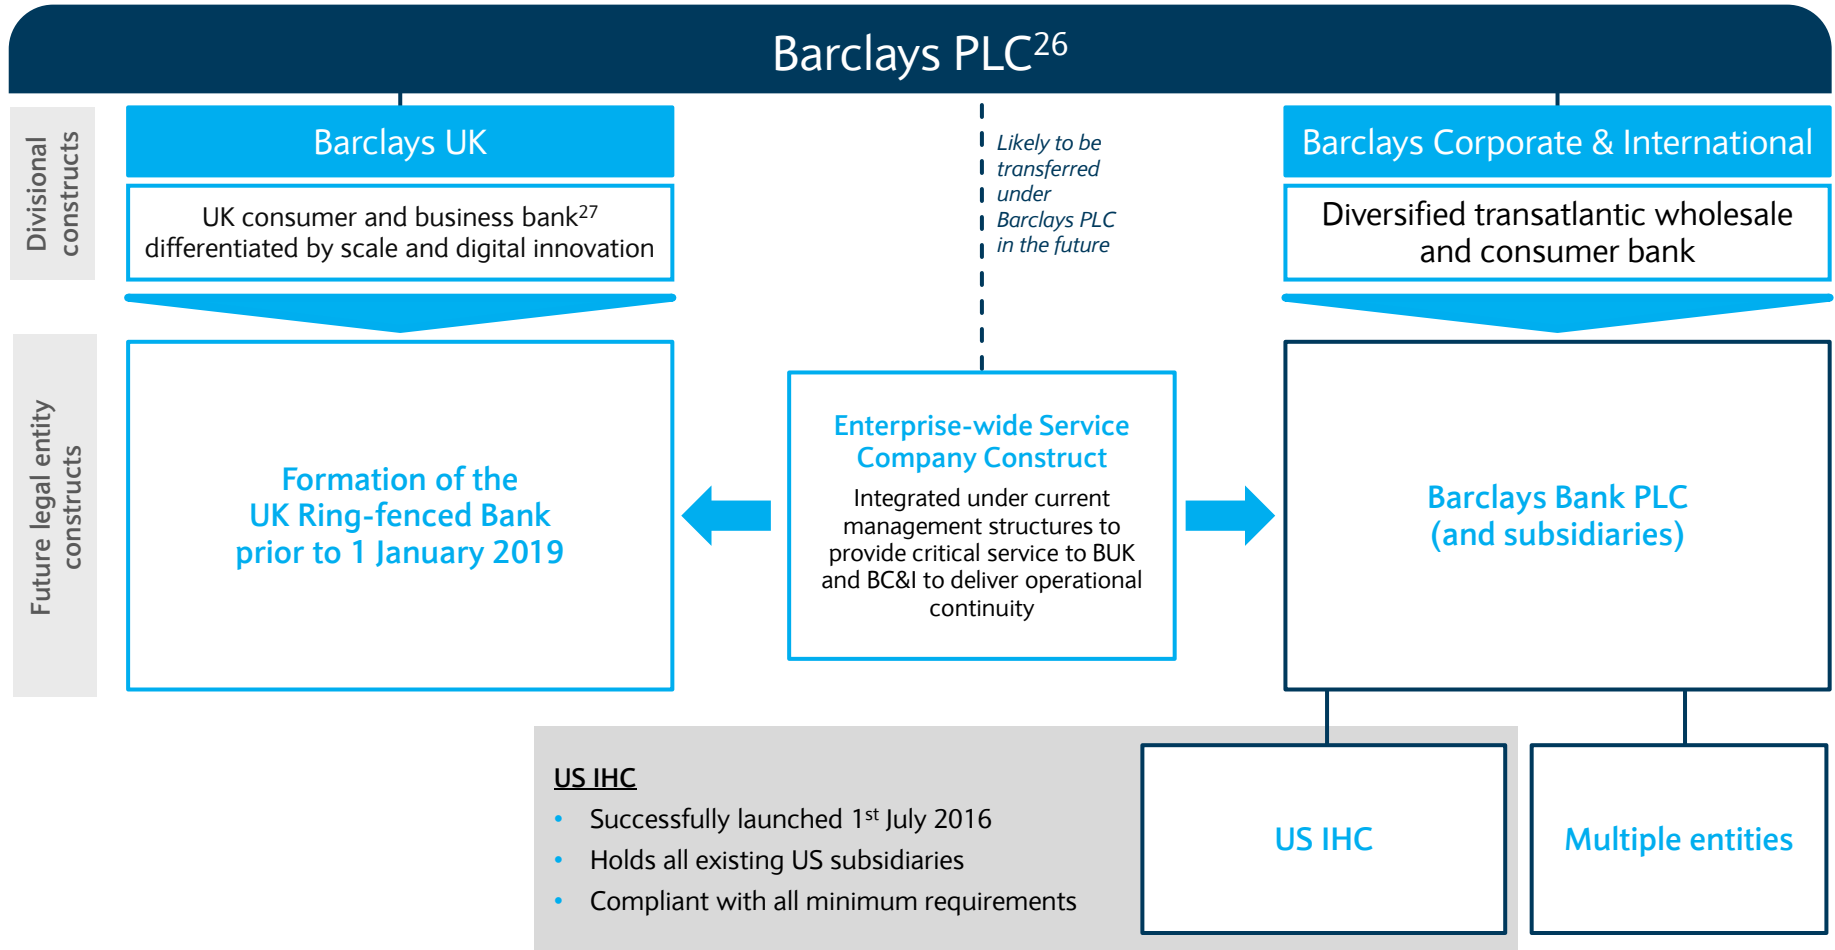 Barclays PLC26
Divisional
constructs
Barclays UK
UK consumer and business bank27
differentiated by scale and digital innovation
Likely to be
transferred
under
Barclays PLC
in the future
Barclays Corporate & International
Diversified transatlantic wholesale
and consumer bank
Future legal entity
constructs
Formation of the
UK Ring-fenced Bank
prior to 1 January 2019
Enterprise-wide Service
Company Construct
Integrated under current
management structures to
provide critical service to BUK
and BC&I to deliver operational
continuity
Barclays Bank PLC
(and subsidiaries)
US IHC
• Successfully launched 1st July 2016
• Holds all existing US subsidiaries
• Compliant with all minimum requirements
US IHC
Multiple entities